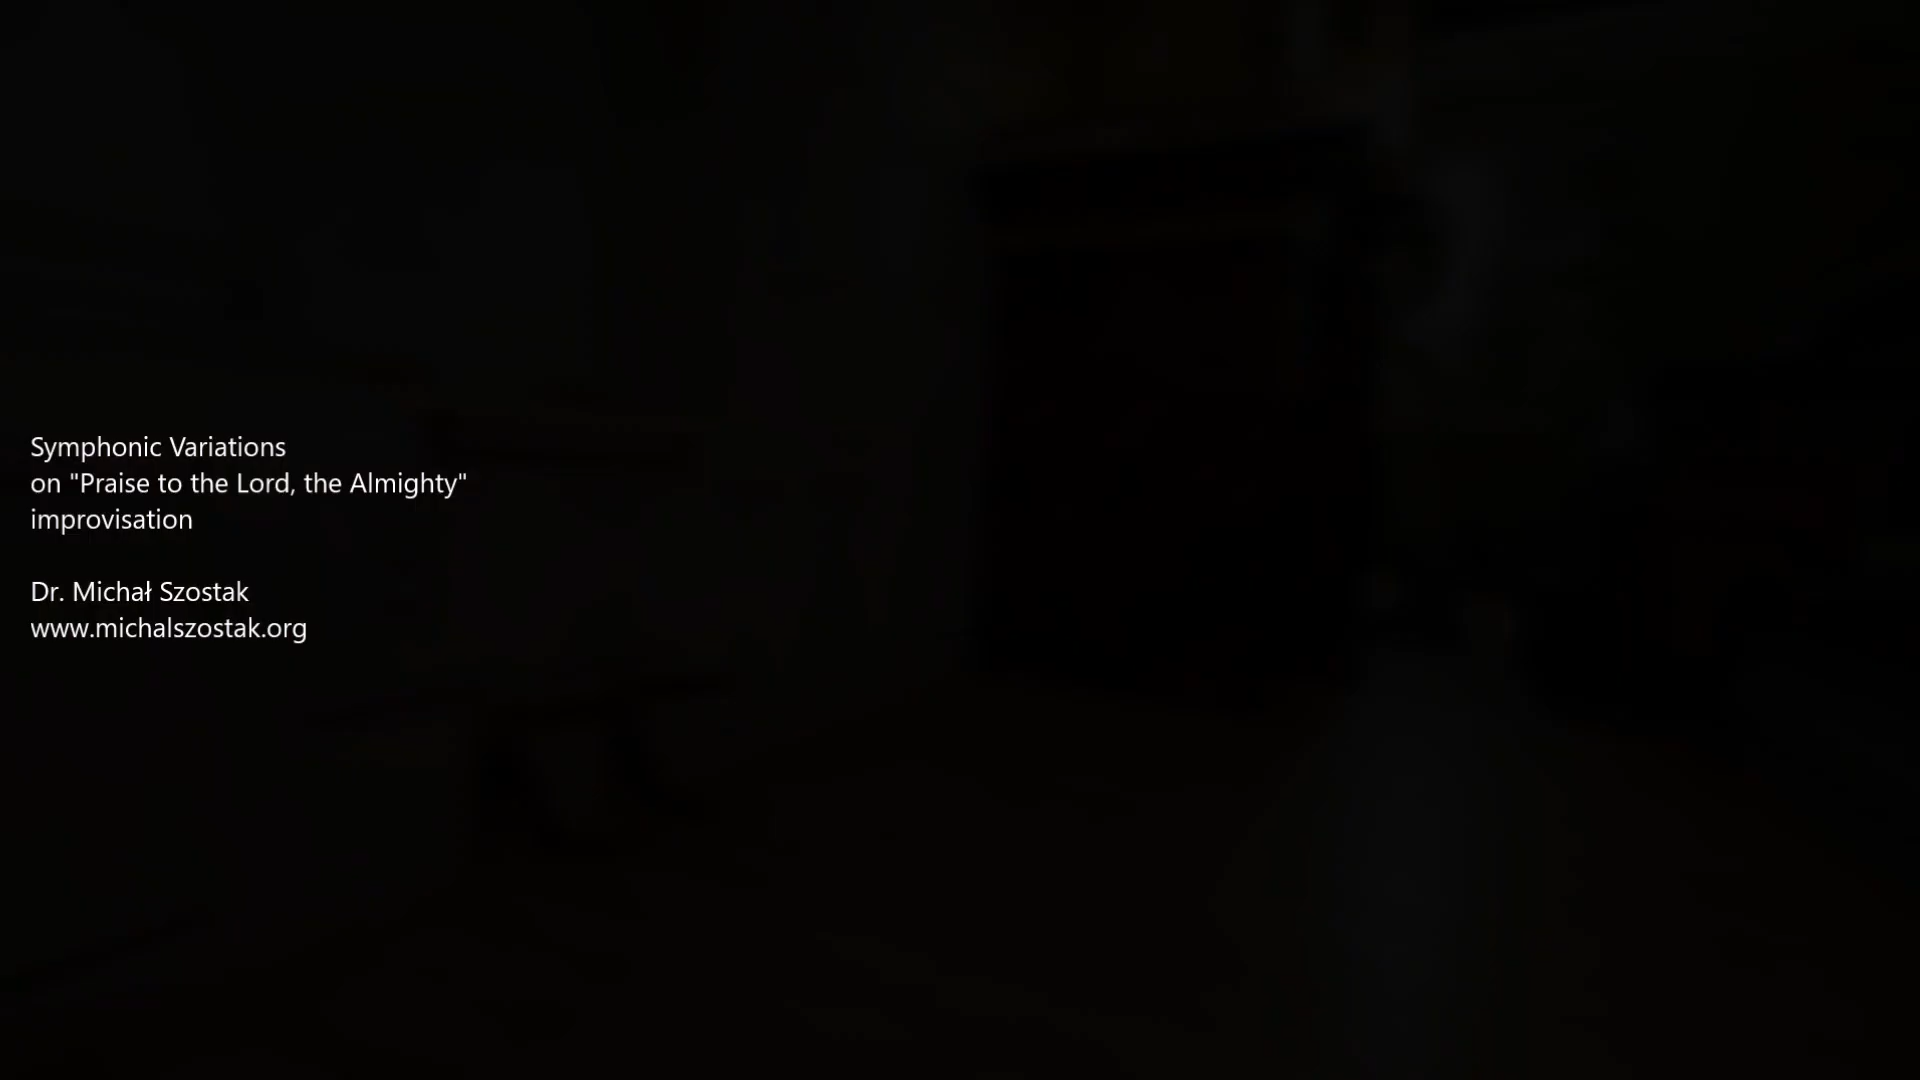 Symphonic Variations
on "Praise to the Lord, the Almighty"
improvisation
Dr. Michał Szostak
www.michalszostak.org